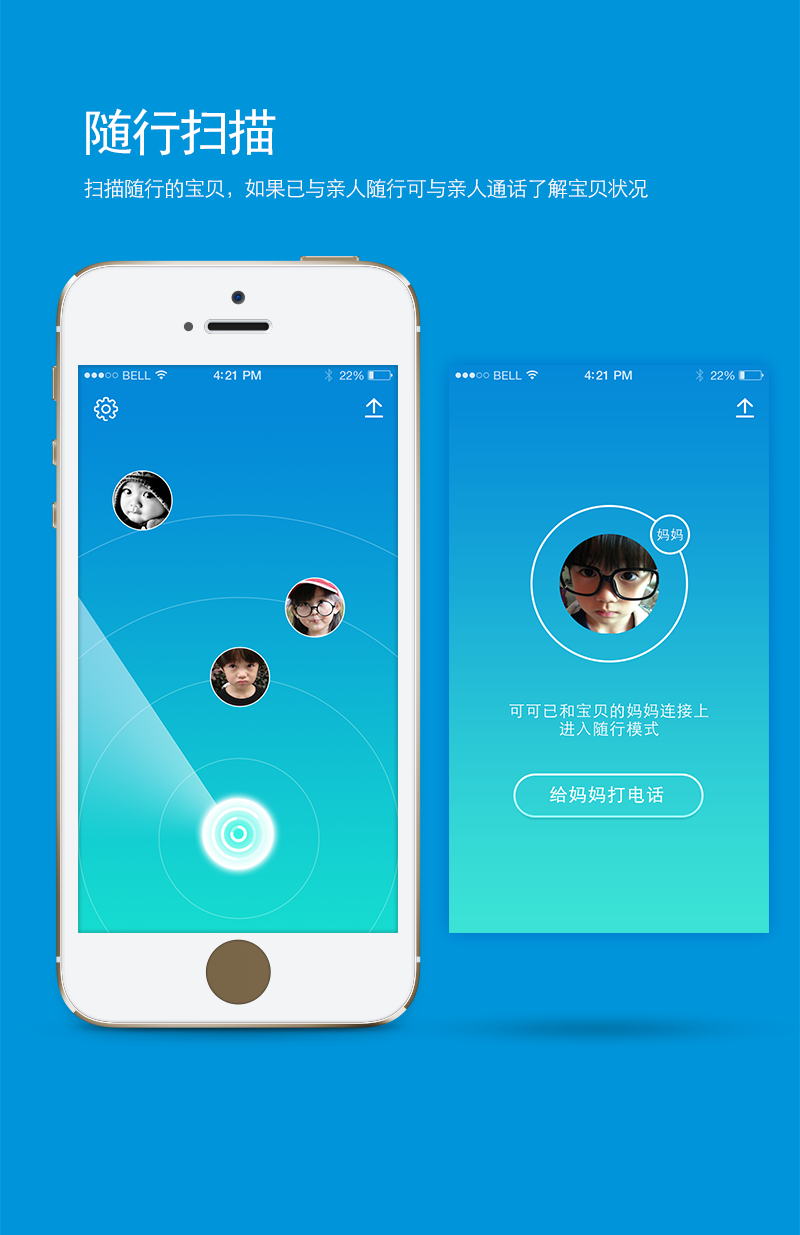 随行扫描
扫描随行的宝贝，如果已与亲人随行可与亲人通话了解宝贝状况
BELL 4:21 PM 22%
BELL 4:21 PM 22%
妈妈
可可已和宝贝的妈妈连接上
进入随行模式
给妈妈打电话